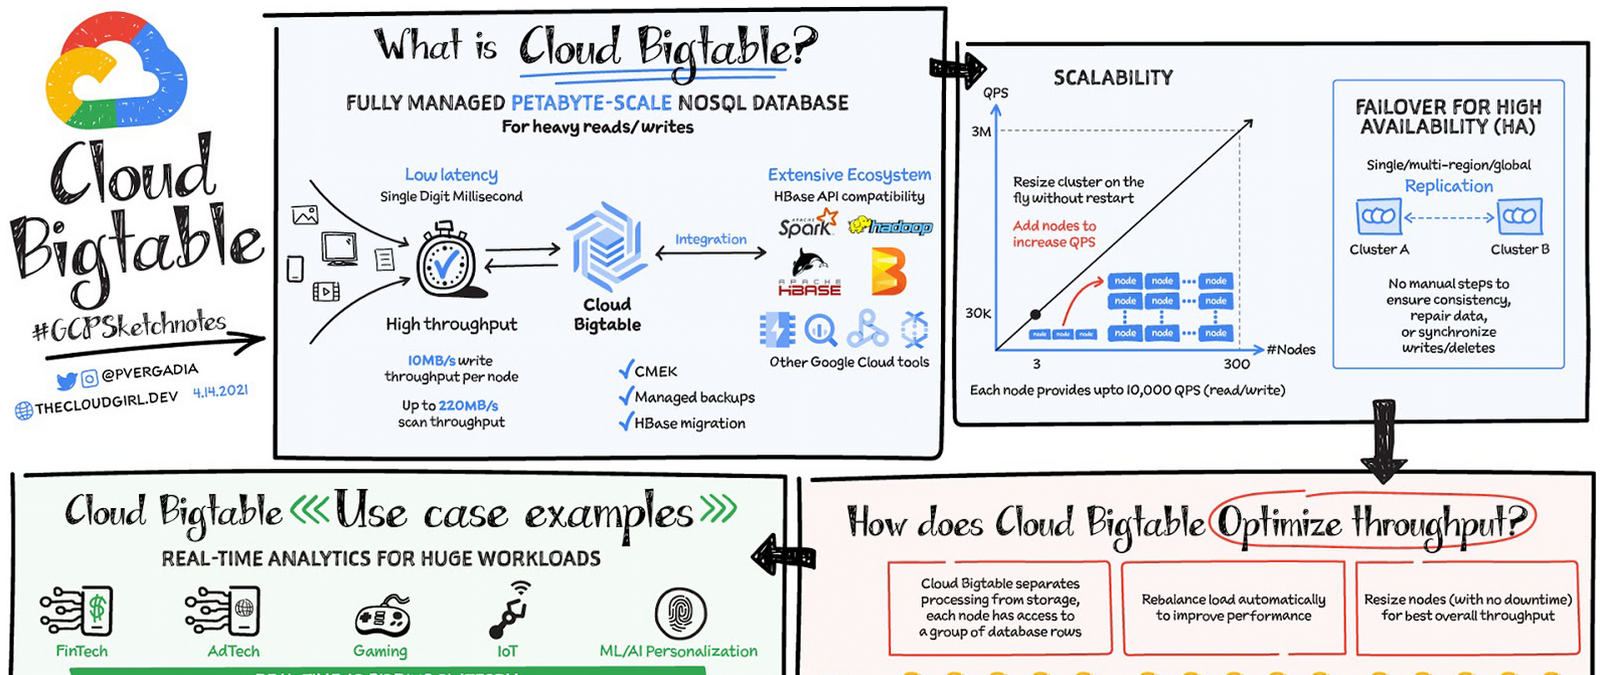 Cloud
Bigtable
#GCPSketchnotes
@PVERGADIA
THECLOUDGIRL.DEV 4.14.2021
What is Cloud Bigtable?
FULLY MANAGED PETABYTE-SCALE NOSQL DATABASE
For heavy reads/writes
Low latency
Single Digit Millisecond
High throughput
10MB/s write
throughput per node
Up to 220MB/s
scan throughput
Cloud
Bigtable
CMEK
Managed backups
HBase migration
Integration
Extensive Ecosystem
HBase API compatibility
APACHE
Spark
hadoop
APACHE
HBASE
Other Google Cloud tools
SCALABILITY
QPS
3M
Resize cluster on the
fly without restart
Add nodes to
increase QPS
node node node
node node node
30K
node node node
node node node
#Nodes
3
300
Each node provides upto 10,000 QPS (read/write)
FAILOVER FOR HIGH
AVAILABILITY (HA)
Single/multi-region/global
Replication
Cluster A
Cluster B
No manual steps to
ensure consistency,
repair data,
or synchronize
writes/deletes
Cloud Bigtable Use case examples
REAL-TIME ANALYTICS FOR HUGE WORKLOADS
FinTech
AdTech
Gaming
IoT
ML/AI Personalization
How does Cloud Bigtable Optimize throughput?
Cloud Bigtable separates
processing from storage,
each node has access to
a group of database rows
Rebalance load automatically
to improve performance
Resize nodes (with no downtime)
for best overall throughput